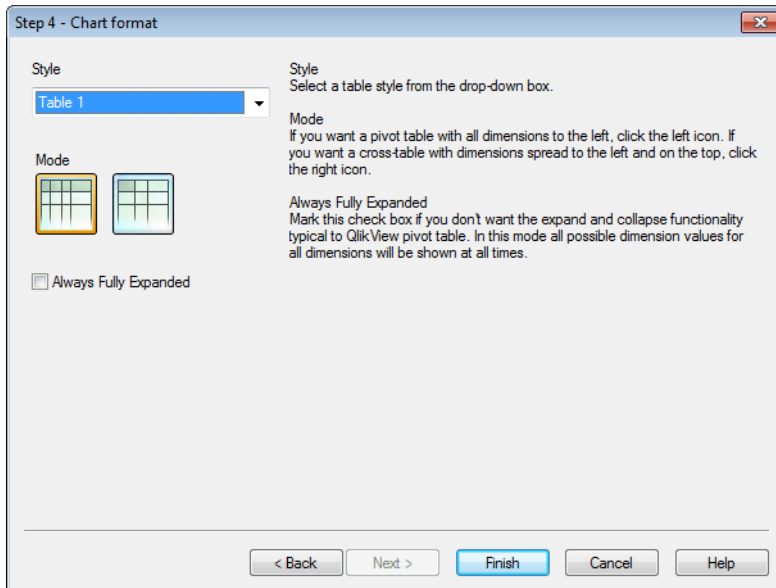 Step 4 - Chart format
Style
Table 1
Mode
Always Fully Expanded
Style
Select a table style from the drop-down box.
Mode
If you want a pivot table with all dimensions to the left, click the left icon. If
you want a cross-table with dimensions spread to the left and on the top, click
the right icon.
Always Fully Expanded
Mark this check box if you don't want the expand and collapse functionality
typical to QlikView pivot table. In this mode all possible dimension values for
all dimensions will be shown at all times.
< Back
Next >
Finish
Cancel
Help